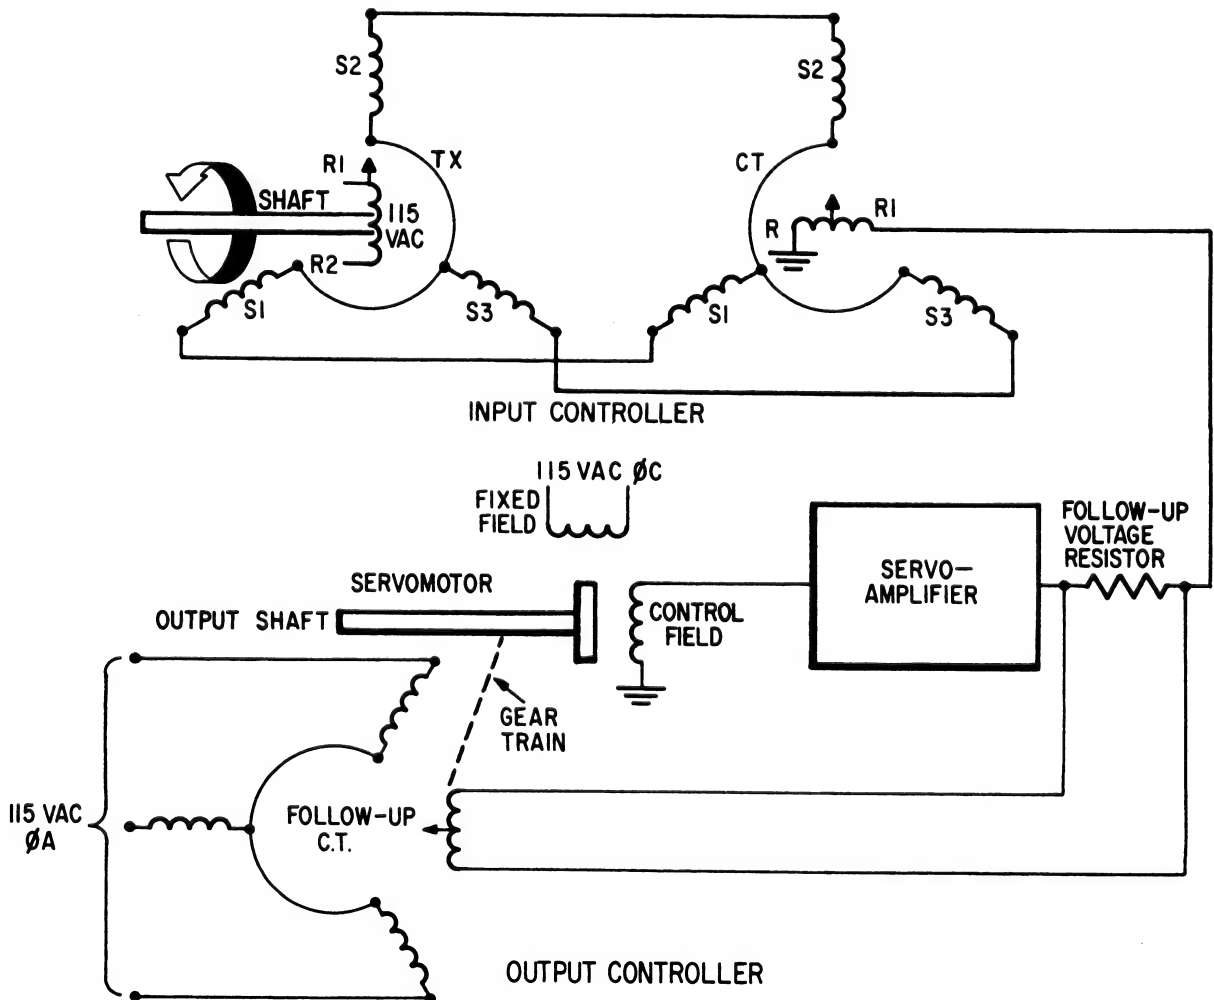 S2
S2
R1
TX
CT
SHAFT
115
VAC
R
R1
R2
S1
S3
S1
S3
INPUT CONTROLLER
115 VAC ØC
FIXED
FIELD
FOLLOW-UP
VOLTAGE
RESISTOR
SERVO-
AMPLIFIER
SERVOMOTOR
CONTROL
FIELD
OUTPUT SHAFT
GEAR
TRAIN
115 VAC
ØA
FOLLOW-UP
C.T.
OUTPUT CONTROLLER